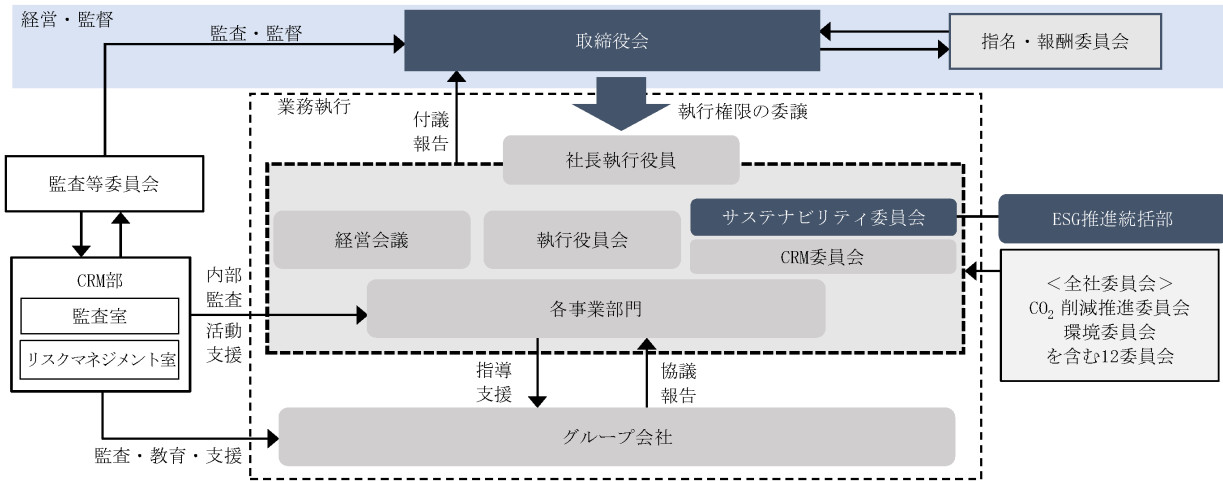 経営・監督
監査・監督
取締役会
指名・報酬委員会
業務執行
付議
報告
執行権限の委譲
社長執行役員
監査等委員会
経営会議
執行役員会
サステナビリティ委員会
CRM委員会
ESG推進統括部
CRM部
監査室
リスクマネジメント室
内部
監査
活動
支援
各事業部門
＜全社委員会＞
CO₂ 削減推進委員会
環境委員会
を含む12委員会
指導
支援
協議
報告
グループ会社
監査・教育・支援